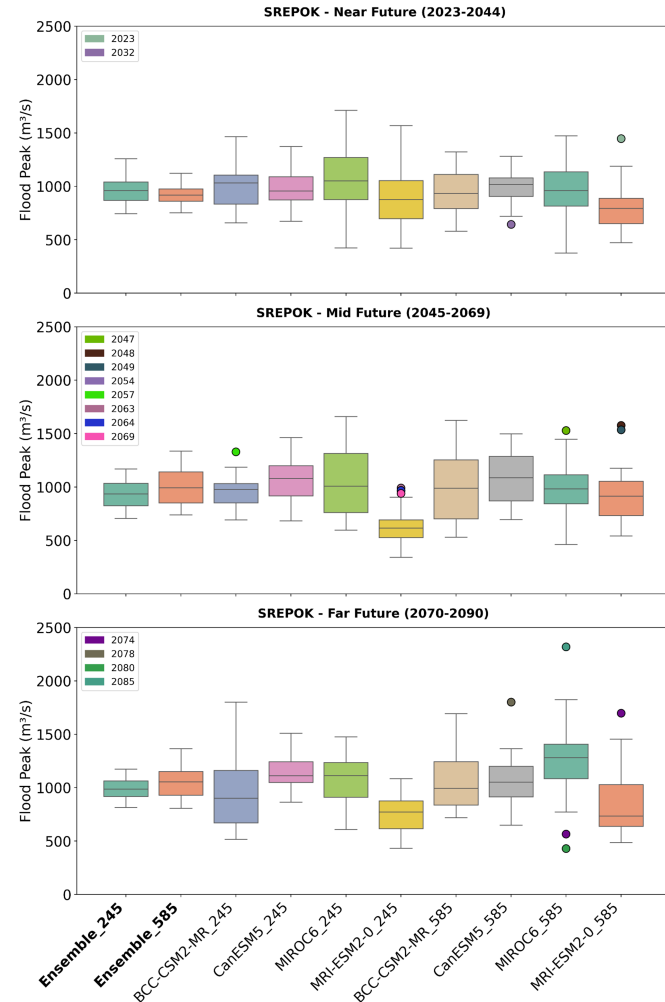 SREPOK - Near Future (2023-2044)
2500
2000
1500
1000
500
0
Flood Peak (m³/s)
2023
2032
SREPOK - Mid Future (2045-2069)
2500
2000
1500
1000
500
0
Flood Peak (m³/s)
2047
2048
2049
2054
2057
2063
2064
2069
SREPOK - Far Future (2070-2090)
2500
2000
1500
1000
500
0
Flood Peak (m³/s)
2074
2078
2080
2085
Ensemble_245
Ensemble_585
BCC-CSM2-MR_245
CanESM5_245
MIROC6_245
MRI-ESM2-0_245
BCC-CSM2-MR_585
CanESM5_585
MIROC6_585
MRI-ESM2-0_585